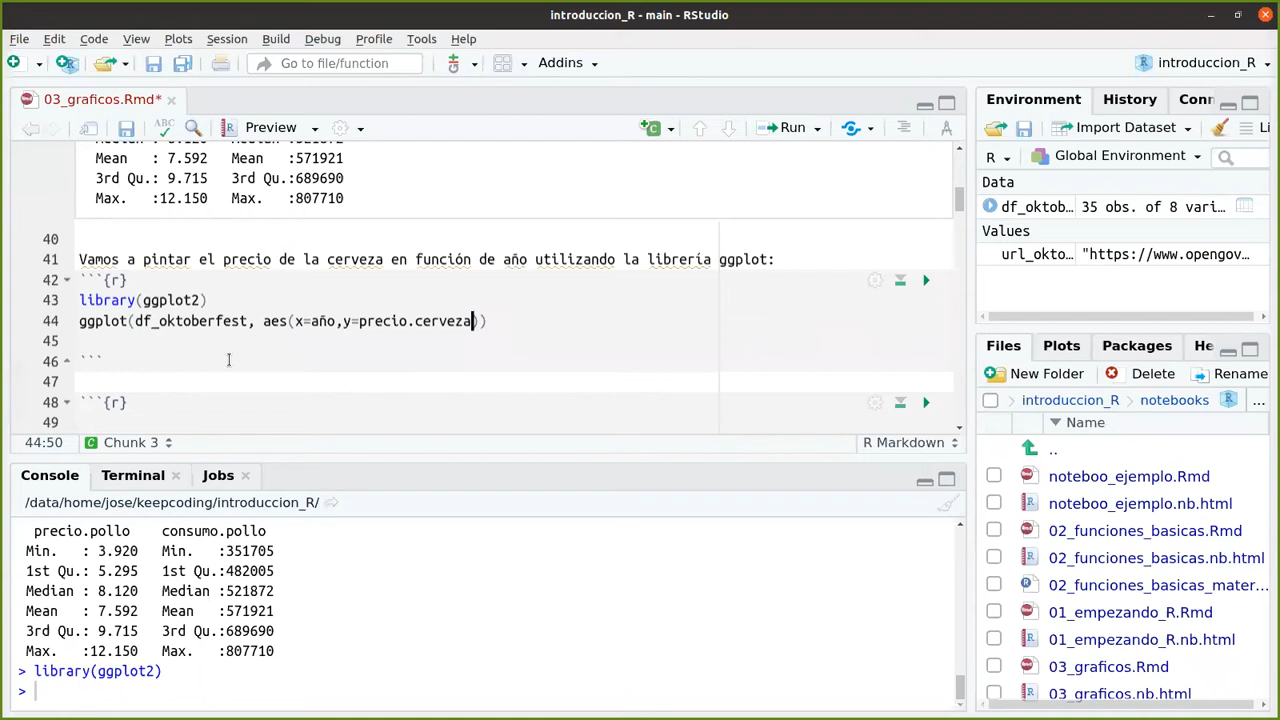 introduccion_R - main - RStudio
File Edit Code View Plots Session Build Debug Profile Tools Help
Go to file/function Addins introduccion_R
03_graficos.Rmd*
ABC Preview Run
Mean : 7.592 Mean :571921
3rd Qu.: 9.715 3rd Qu.:689690
Max. :12.150 Max. :807710
40
41 Vamos a pintar el precio de la cerveza en función de año utilizando la librería ggplot:
42 ```{r}
43 library(ggplot2)
44 ggplot(df_oktoberfest, aes(x=año,y=precio.cerveza))
45
46 ```
47
48 ```{r}
49
44:50 Chunk 3 R Markdown
Console Terminal Jobs
/data/home/jose/keepcoding/introduccion_R/
precio.pollo consumo.pollo
Min. : 3.920 Min. :351705
1st Qu.: 5.295 1st Qu.:482005
Median : 8.120 Median :521872
Mean : 7.592 Mean :571921
3rd Qu.: 9.715 3rd Qu.:689690
Max. :12.150 Max. :807710
> library(ggplot2)
>
Environment History Conn
Import Dataset Li
R Global Environment
Data
df_oktob… 35 obs. of 8 vari…
Values
url_okto… "https://www.opengov…
Files Plots Packages He
New Folder Delete Rename
introduccion_R notebooks ...
Name
..
noteboo_ejemplo.Rmd
noteboo_ejemplo.nb.html
02_funciones_basicas.Rmd
02_funciones_basicas.nb.html
02_funciones_basicas_mater…
01_empezando_R.Rmd
01_empezando_R.nb.html
03_graficos.Rmd
03_graficos.nb.html